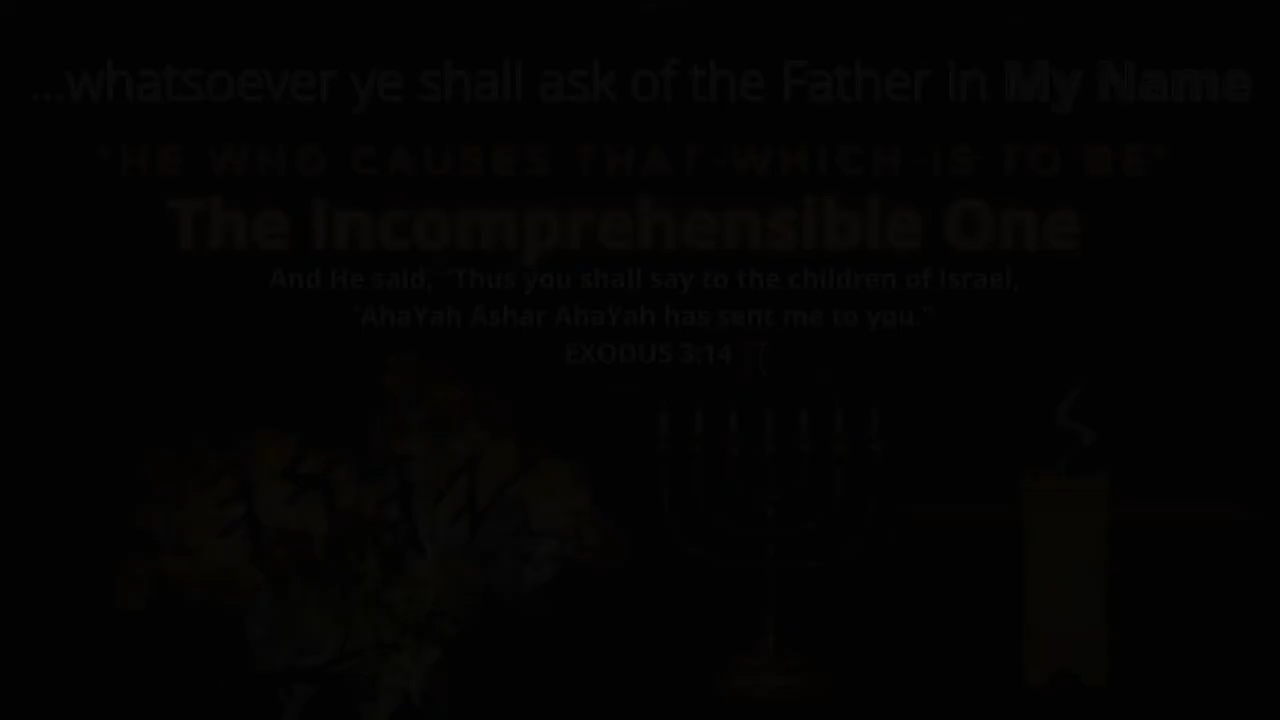 ...whatsoever ye shall ask of the Father in My Name
"HE WHO CAUSES THAT-WHICH-IS TO BE"
The Incomprehensible One
And He said, "Thus you shall say to the children of Israel,
'AhaYah Ashar AhaYah has sent me to you.'"
EXODUS 3:14